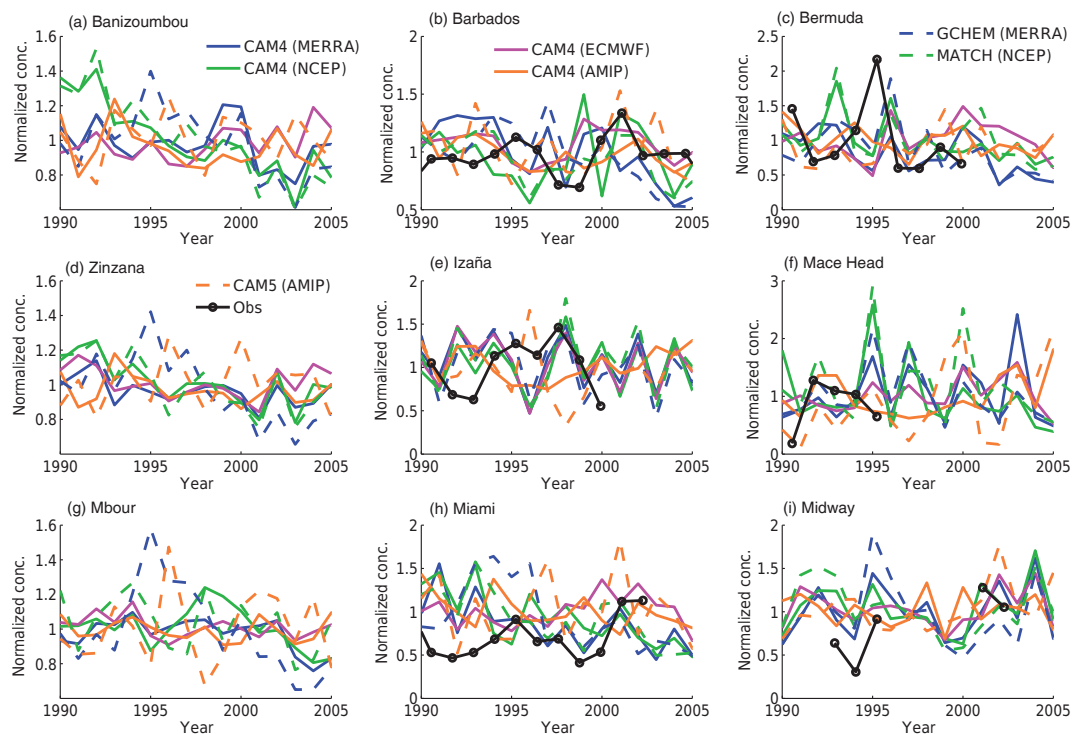 (a) Banizoumbou
(b) Barbados
(c) Bermuda
1.6
1.4
1.2
1
0.8
Normalized conc.
1990 1995 2000 2005
Year
CAM4 (MERRA)
CAM4 (NCEP)
2
1.5
1
0.5
Normalized conc.
1990 1995 2000 2005
Year
CAM4 (ECMWF)
CAM4 (AMIP)
2.5
2
1.5
1
0.5
0
Normalized conc.
1990 1995 2000 2005
Year
GCHEM (MERRA)
MATCH (NCEP)
(d) Zinzana
(e) Izaña
(f) Mace Head
1.6
1.4
1.2
1
0.8
Normalized conc.
1990 1995 2000 2005
Year
CAM5 (AMIP)
Obs
2
1.5
1
0.5
0
Normalized conc.
1990 1995 2000 2005
Year
3
2
1
0
Normalized conc.
1990 1995 2000 2005
Year
(g) Mbour
(h) Miami
(i) Midway
1.6
1.4
1.2
1
0.8
Normalized conc.
1990 1995 2000 2005
Year
2
1.5
1
0.5
0
Normalized conc.
1990 1995 2000 2005
Year
2
1.5
1
0.5
0
Normalized conc.
1990 1995 2000 2005
Year